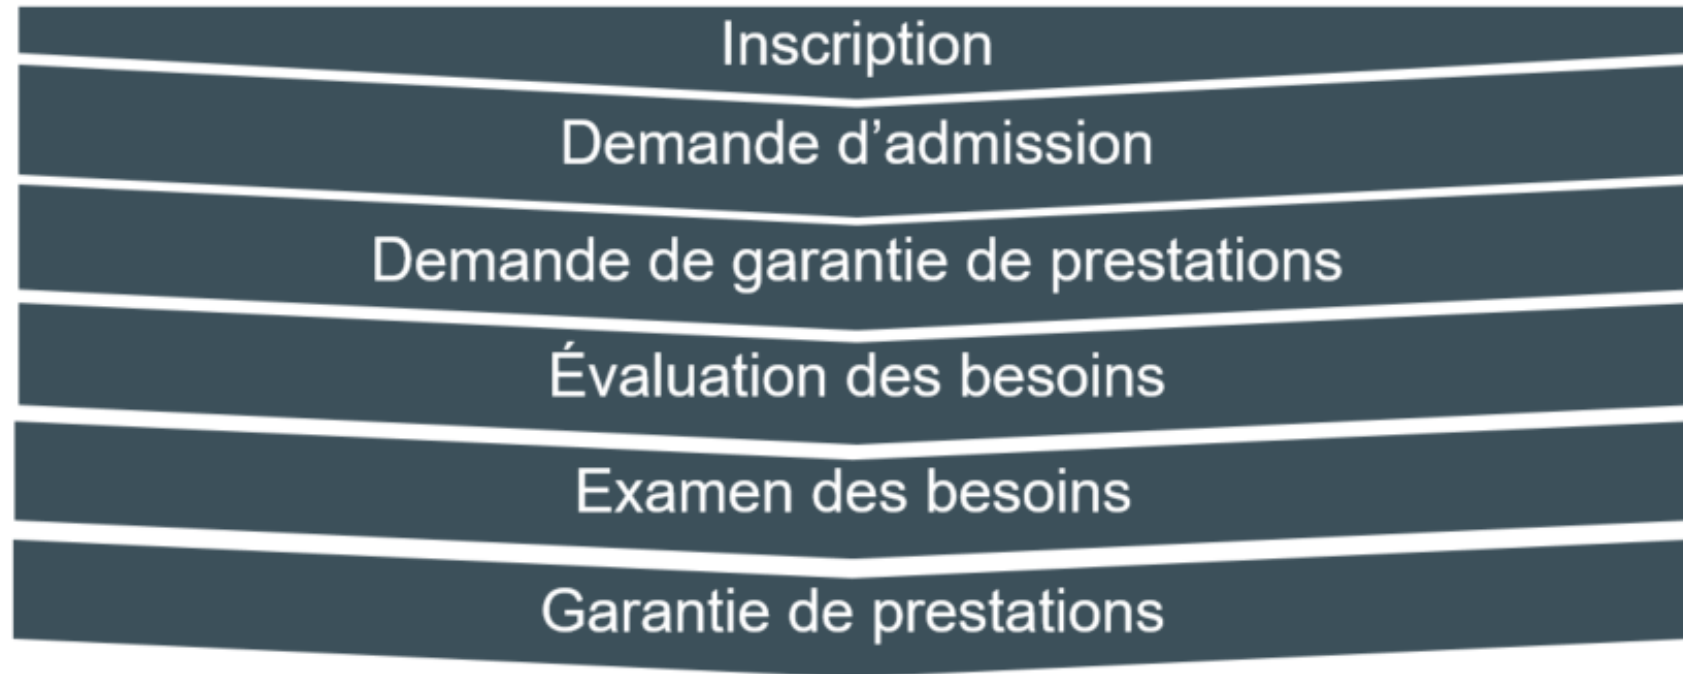 Inscription
Demande d’admission
Demande de garantie de prestations
Évaluation des besoins
Examen des besoins
Garantie de prestations